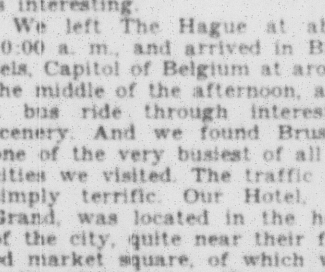 s interesting.
We left The Hague at ab
0:00 a. m., and arrived in B
els, Capitol of Belgium at aro
he middle of the afternoon, a
bus ride through interes
cenery. And we found Brus
one of the very busiest of all
ities we visited. The traffic
imply terrific. Our Hotel,
Grand, was located in the h
of the city, quite near their f
d market square, of which w